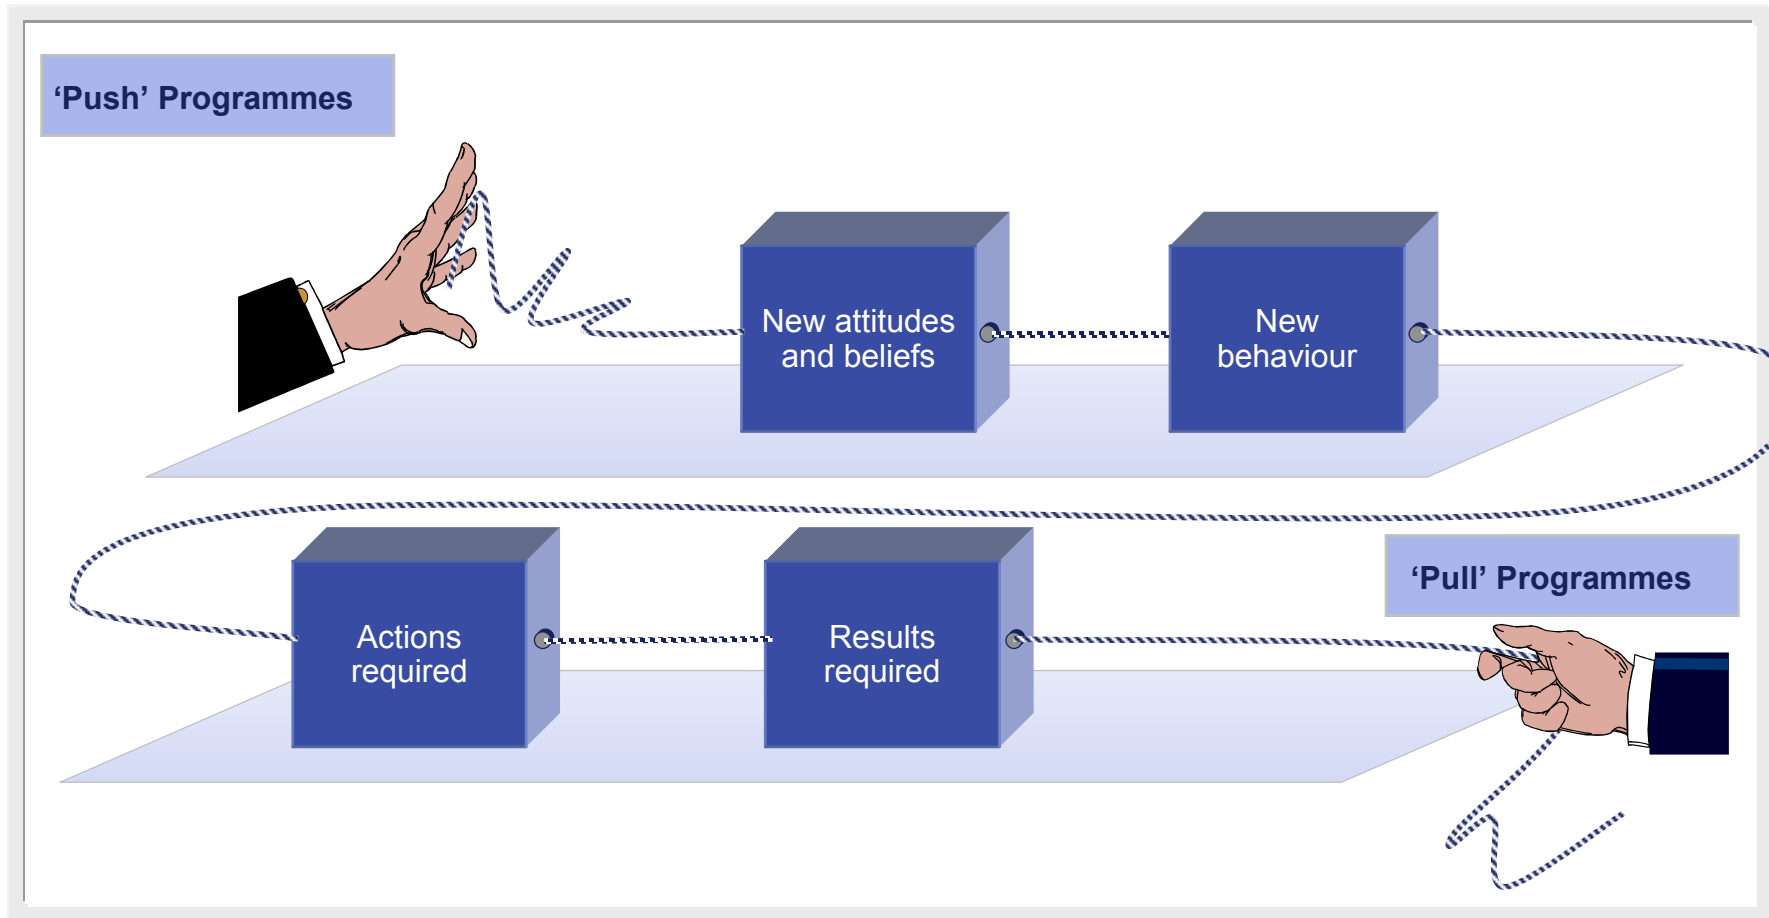 ‘Push’ Programmes
New attitudes
and beliefs
New
behaviour
Actions
required
Results
required
‘Pull’ Programmes